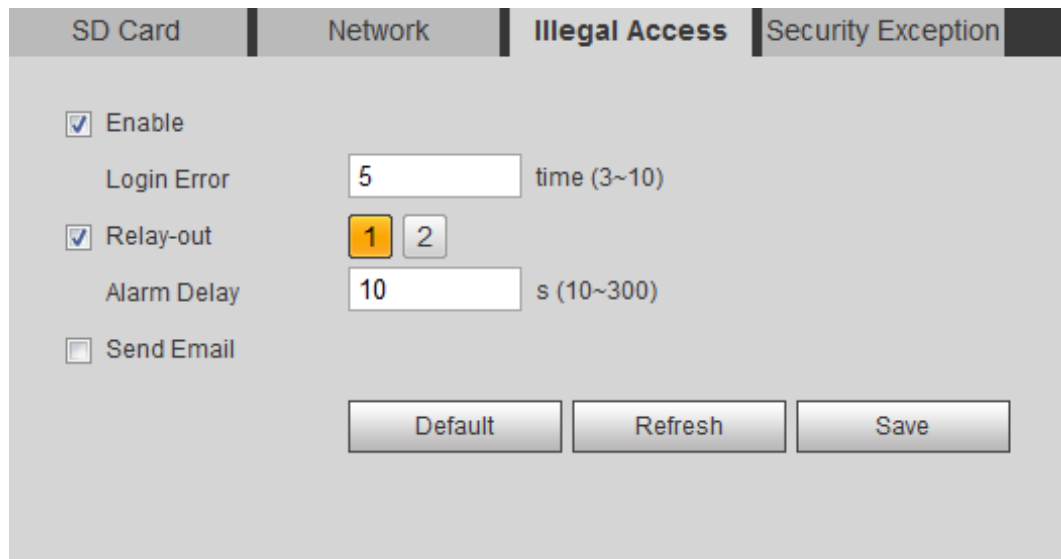 SD Card Network Illegal Access Security Exception
Enable
Login Error 5 time (3~10)
Relay-out 1 2
Alarm Delay 10 s (10~300)
Send Email
Default Refresh Save